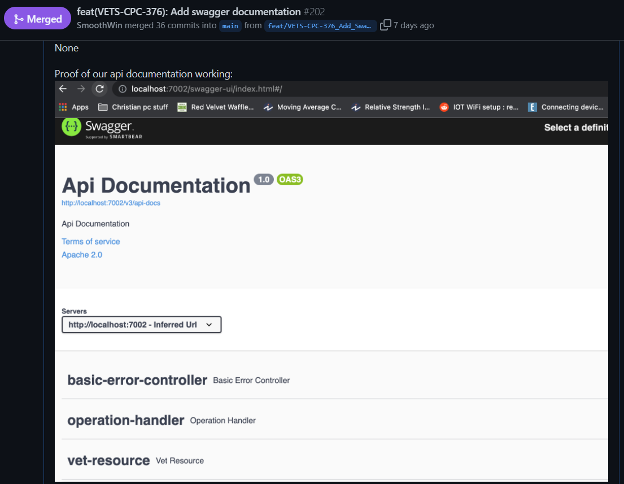 Merged
feat(VETS-CPC-376): Add swagger documentation #202
SmoothWin merged 36 commits into main from feat/VETS-CPC-376_Add_Swa… 7 days ago
None
Proof of our api documentation working:
localhost:7002/swagger-ui/index.html#/
Apps Christian pc stuff Red Velvet Waffle... Moving Average C... Relative Strength I... IOT WiFi setup : re... Connecting devic...
Swagger. Select a definit
Supported by SMARTBEAR
Api Documentation 1.0 OAS3
http://localhost:7002/v3/api-docs
Api Documentation
Terms of service
Apache 2.0
Servers
http://localhost:7002 - Inferred Url
basic-error-controller Basic Error Controller
operation-handler Operation Handler
vet-resource Vet Resource